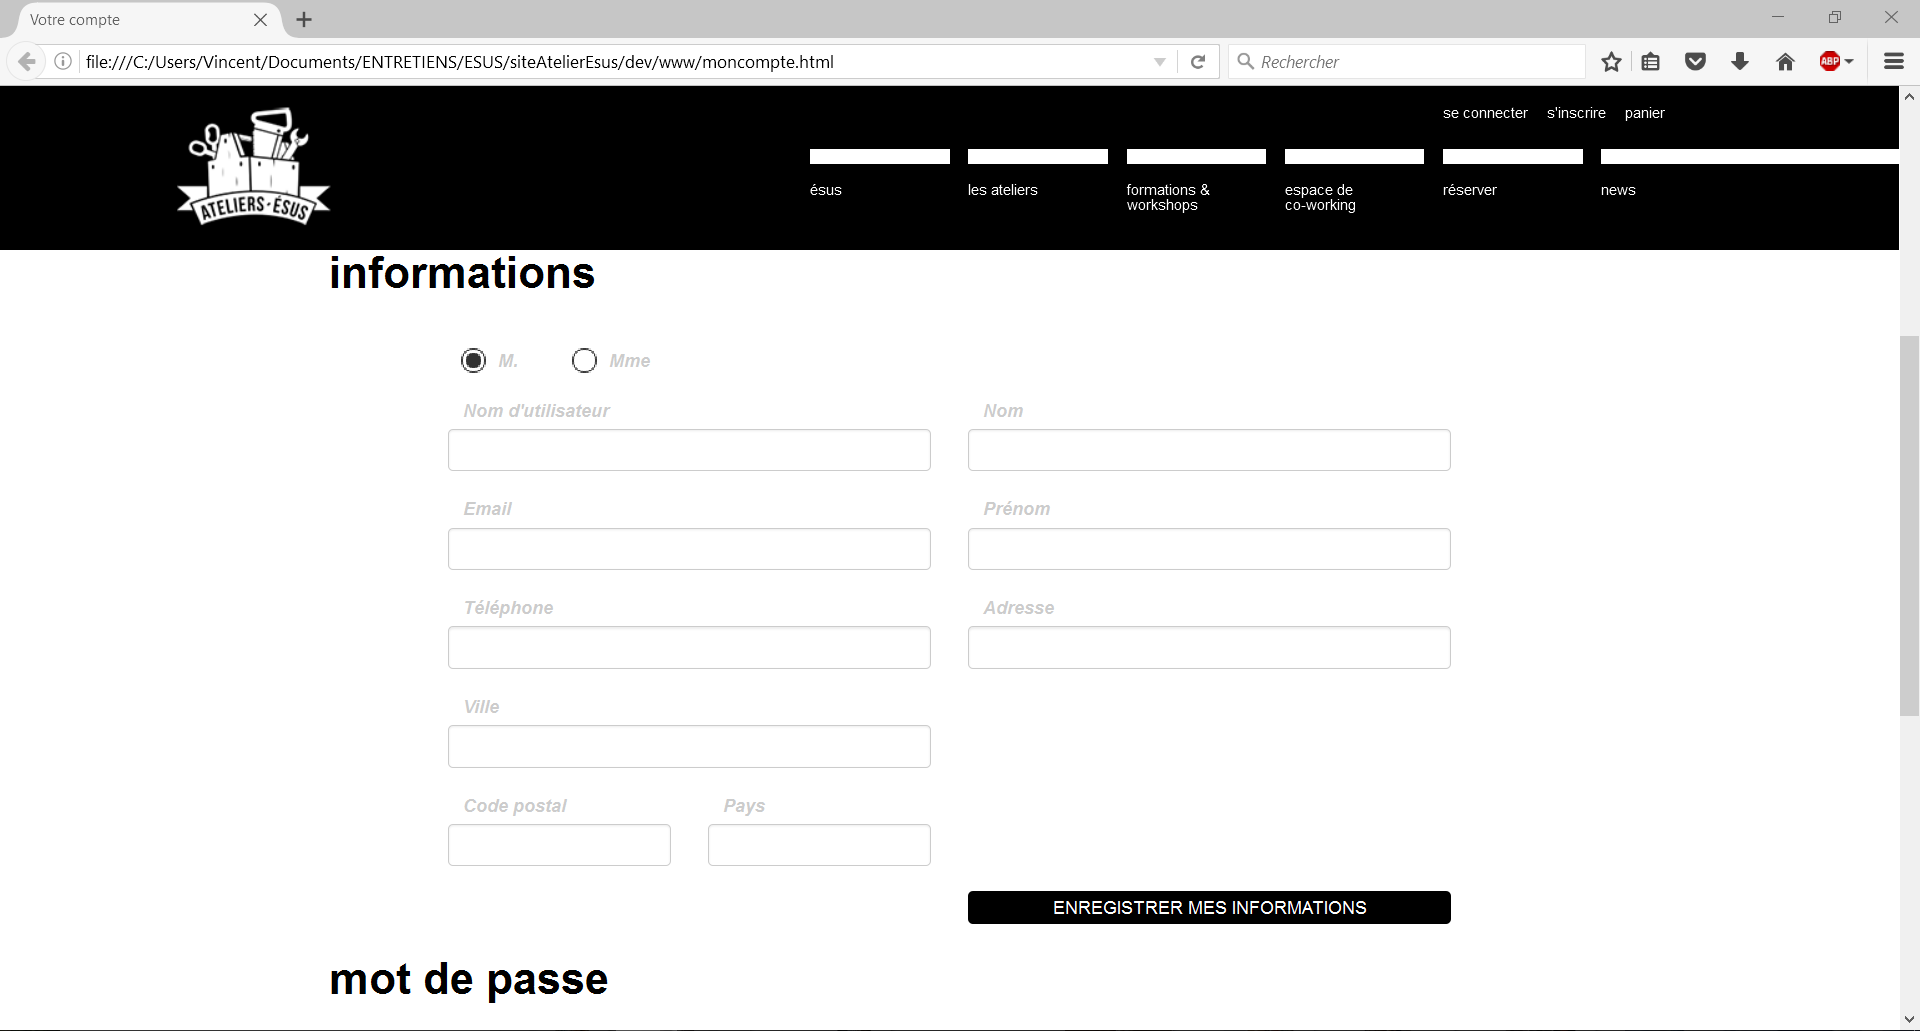 Votre compte
file:///C:/Users/Vincent/Documents/ENTRETIENS/ESUS/siteAtelierEsus/dev/www/moncompte.html
Rechercher
ABP
se connecter s'inscrire panier
ATELIERS · ÉSUS
ésus les ateliers formations & espace de réserver news
workshops co-working
informations
M. Mme
Nom d'utilisateur Nom
Email Prénom
Téléphone Adresse
Ville
Code postal Pays
ENREGISTRER MES INFORMATIONS
mot de passe